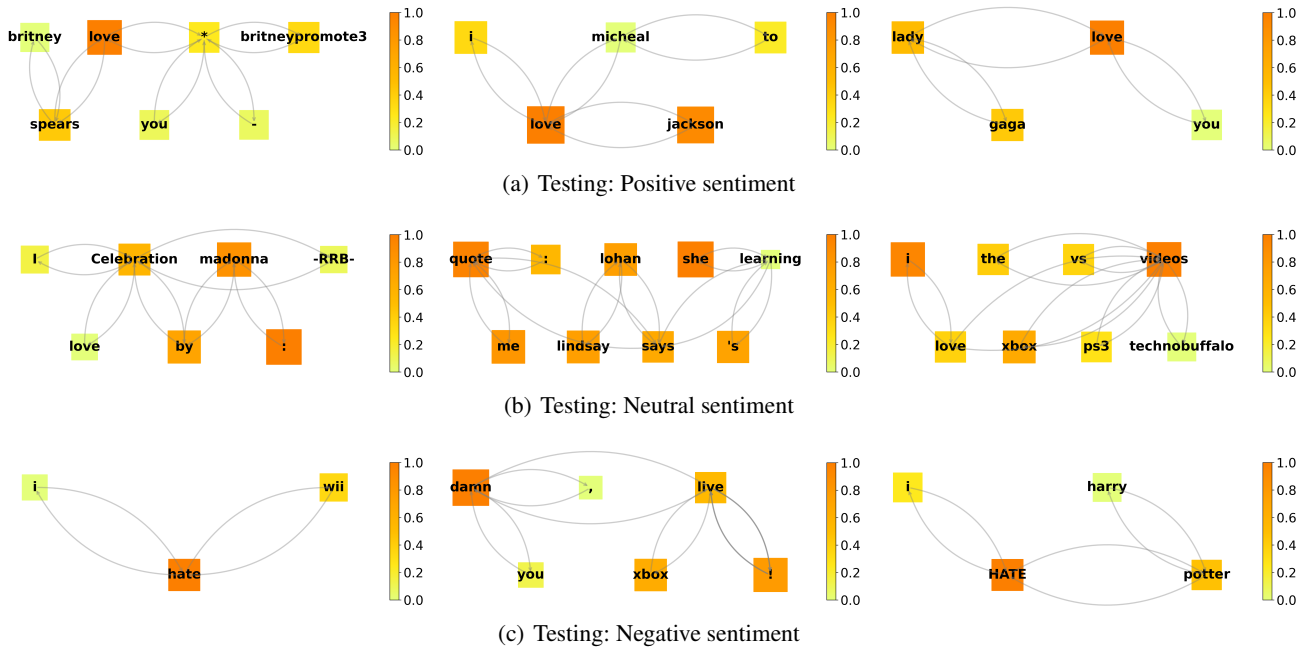 britney love * britneypromote3
spears you -
1.0
0.8
0.6
0.4
0.2
0.0
i micheal to
love jackson
1.0
0.8
0.6
0.4
0.2
0.0
lady love
gaga you
1.0
0.8
0.6
0.4
0.2
0.0
(a) Testing: Positive sentiment
I Celebration madonna -RRB-
love by :
1.0
0.8
0.6
0.4
0.2
0.0
quote : lohan she learning
me lindsay says 's
1.0
0.8
0.6
0.4
0.2
0.0
i the vs videos
love xbox ps3 technobuffalo
1.0
0.8
0.6
0.4
0.2
0.0
(b) Testing: Neutral sentiment
i wii
hate
1.0
0.8
0.6
0.4
0.2
0.0
damn , live
you xbox !
1.0
0.8
0.6
0.4
0.2
0.0
i harry
HATE potter
1.0
0.8
0.6
0.4
0.2
0.0
(c) Testing: Negative sentiment